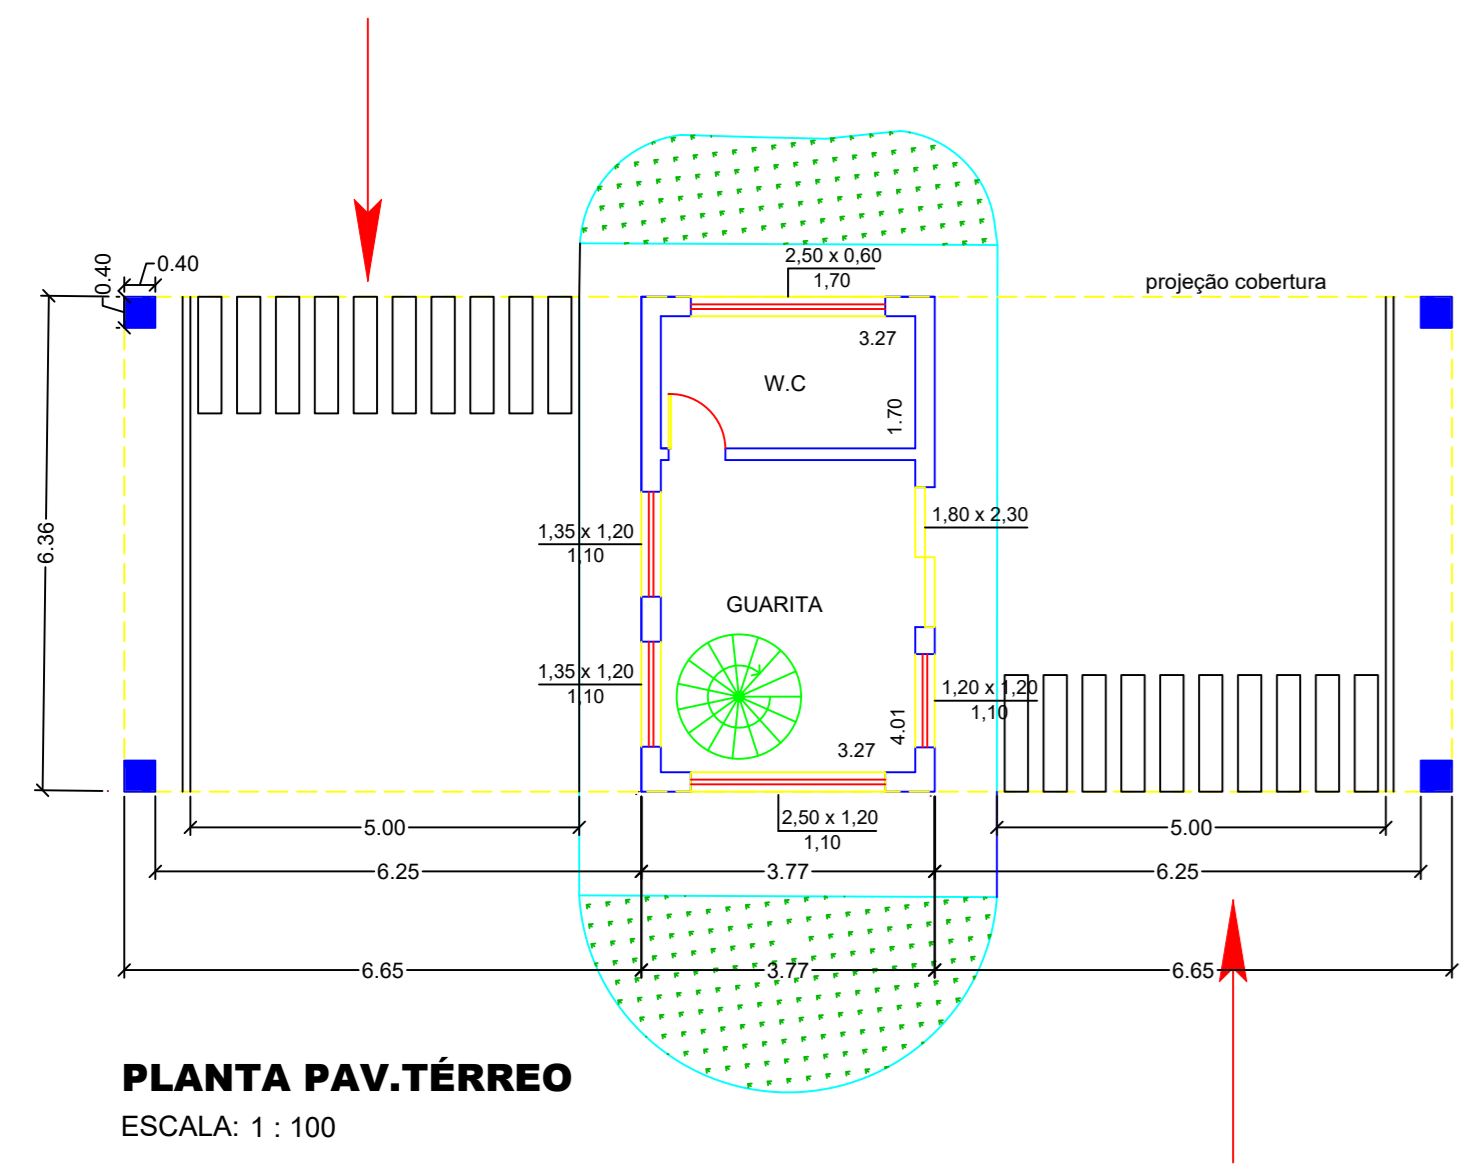 2,50 x 0,60
1,70
0.40
0.40
projeção cobertura
3.27
W.C
1.70
1,80 x 2,30
1,35 x 1,20
1,10
6.36
GUARITA
1,35 x 1,20
1,10
1,20 x 1,20
1,10
4.01
3.27
2,50 x 1,20
1,10
5.00
5.00
6.25
3.77
6.25
6.65
3.77
6.65
PLANTA PAV.TÉRREO
ESCALA: 1 : 100